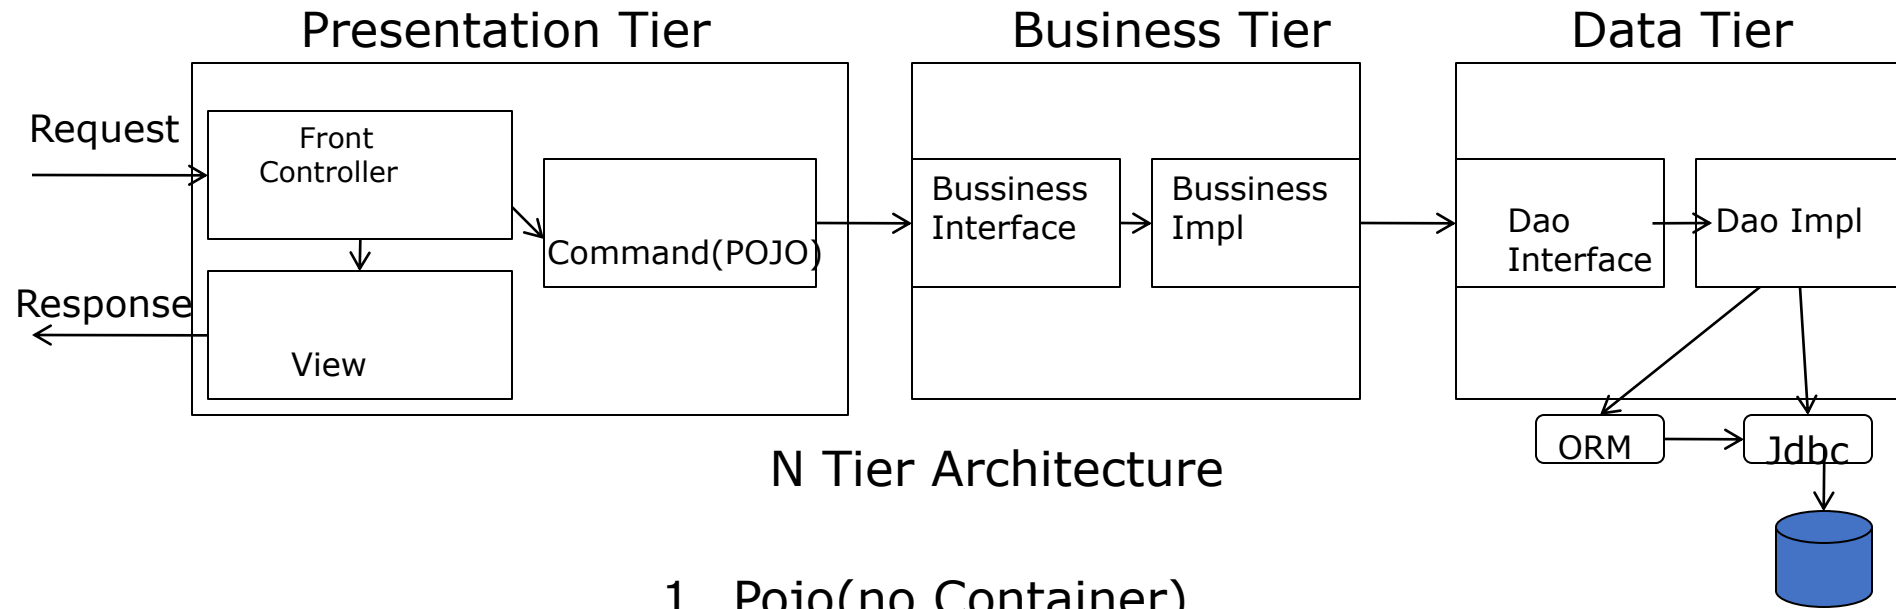 Presentation Tier
Business Tier
Data Tier
Request
Front
Controller
Command(POJO)
Bussiness
Interface
Bussiness
Impl
Dao
Interface
Dao Impl
Response
View
ORM
Jdbc
N Tier Architecture
1 Pojo(no Container)